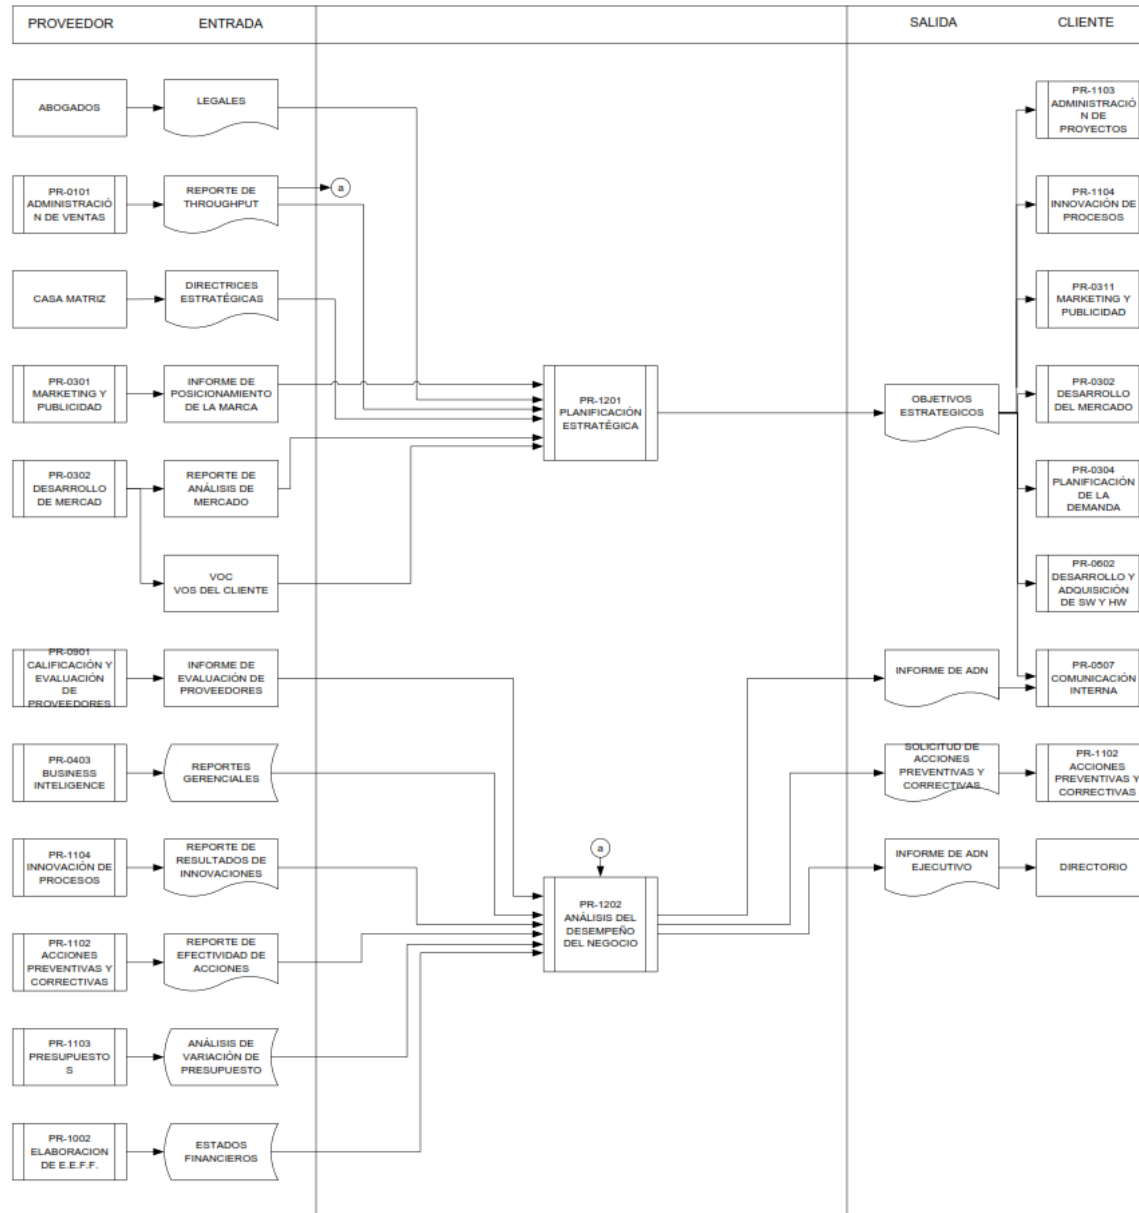 PROVEEDOR
ENTRADA
SALIDA
CLIENTE
ABOGADOS
LEGALES
PR-1103
ADMINISTRACIÓ
N DE
PROYECTOS
PR-0101
ADMINISTRACIÓ
N DE VENTAS
REPORTE DE
THROUGHPUT
a
PR-1104
INNOVACIÓN DE
PROCESOS
CASA MATRIZ
DIRECTRICES
ESTRATÉGICAS
PR-0311
MARKETING Y
PUBLICIDAD
PR-0301
MARKETING Y
PUBLICIDAD
INFORME DE
POSICIONAMIENTO
DE LA MARCA
PR-1201
PLANIFICACIÓN
ESTRATÉGICA
OBJETIVOS
ESTRATEGICOS
PR-0302
DESARROLLO
DEL MERCADO
PR-0302
DESARROLLO
DE MERCAD
REPORTE DE
ANÁLISIS DE
MERCADO
PR-0304
PLANIFICACIÓN
DE LA
DEMANDA
VOC
VOS DEL CLIENTE
PR-0602
DESARROLLO Y
ADQUISICIÓN
DE SW Y HW
PR-0901
CALIFICACIÓN Y
EVALUACIÓN
DE
PROVEEDORES
INFORME DE
EVALUACIÓN DE
PROVEEDORES
INFORME DE ADN
PR-0507
COMUNICACIÓN
INTERNA
PR-0403
BUSINESS
INTELIGENCE
REPORTES
GERENCIALES
SOLICITUD DE
ACCIONES
PREVENTIVAS Y
CORRECTIVAS
PR-1102
ACCIONES
PREVENTIVAS Y
CORRECTIVAS
PR-1104
INNOVACIÓN DE
PROCESOS
REPORTE DE
RESULTADOS DE
INNOVACIONES
a
INFORME DE ADN
EJECUTIVO
DIRECTORIO
PR-1202
ANÁLISIS DEL
DESEMPEÑO
DEL NEGOCIO
PR-1102
ACCIONES
PREVENTIVAS Y
CORRECTIVAS
REPORTE DE
EFECTIVIDAD DE
ACCIONES
PR-1103
PRESUPUESTO
S
ANÁLISIS DE
VARIACIÓN DE
PRESUPUESTO
PR-1002
ELABORACION
DE E.E.F.F.
ESTADOS
FINANCIEROS